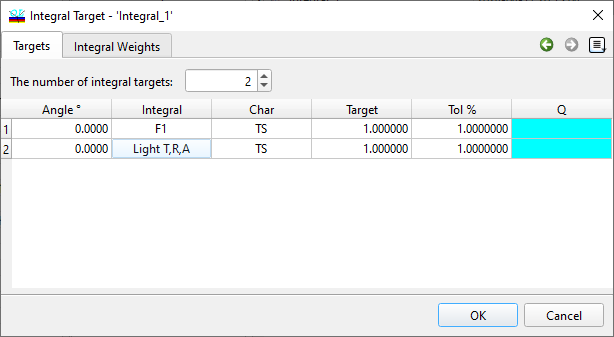 Integral Target - 'Integral_1'
Targets Integral Weights
The number of integral targets: 2
Angle ° Integral Char Target Tol % Q
1 0.0000 F1 TS 1.000000 1.0000000
2 0.0000 Light T,R,A TS 1.000000 1.0000000
OK Cancel